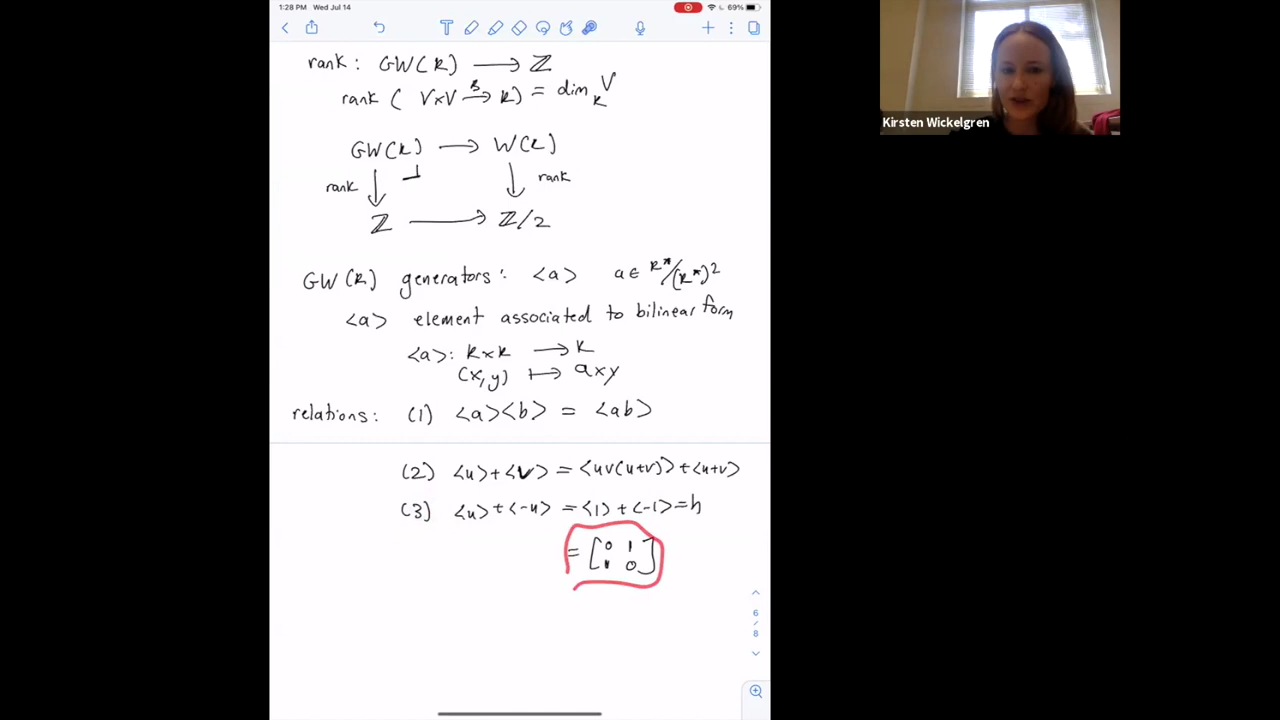 1:28 PM Wed Jul 14
69%
rank: GW(k) → ℤ
rank ( V×V →^B k) = dim_k V
GW(k) → W(k)
rank ↓ ⊥ ↓ rank
ℤ → ℤ/2
GW(k) generators: <a> a∈ k*/(k*)²
<a> element associated to bilinear form
<a>: k×k → k
(x,y) ↦ axy
relations: (1) <a><b> = <ab>
(2) <u>+<v> = <uv(u+v)>+<u+v>
(3) <u>+<-u> = <1>+<-1>=h
= [0 1
1 0]
6
/
8
Kirsten Wickelgren